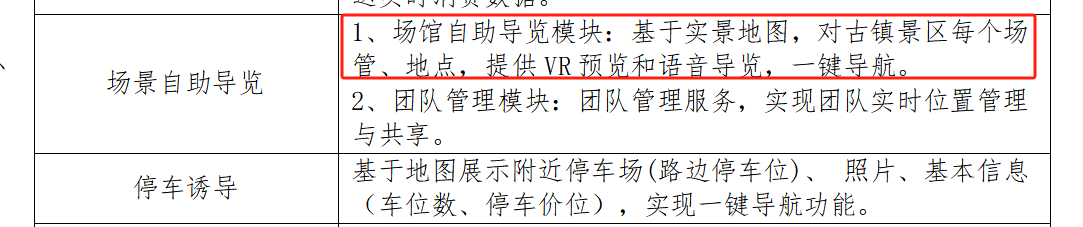 1、场馆自助导览模块：基于实景地图，对古镇景区每个场
管、地点，提供 VR 预览和语音导览，一键导航。
场景自助导览
2、团队管理模块：团队管理服务，实现团队实时位置管理
与共享。
停车诱导
基于地图展示附近停车场(路边停车位)、 照片、基本信息
（车位数、停车价位），实现一键导航功能。